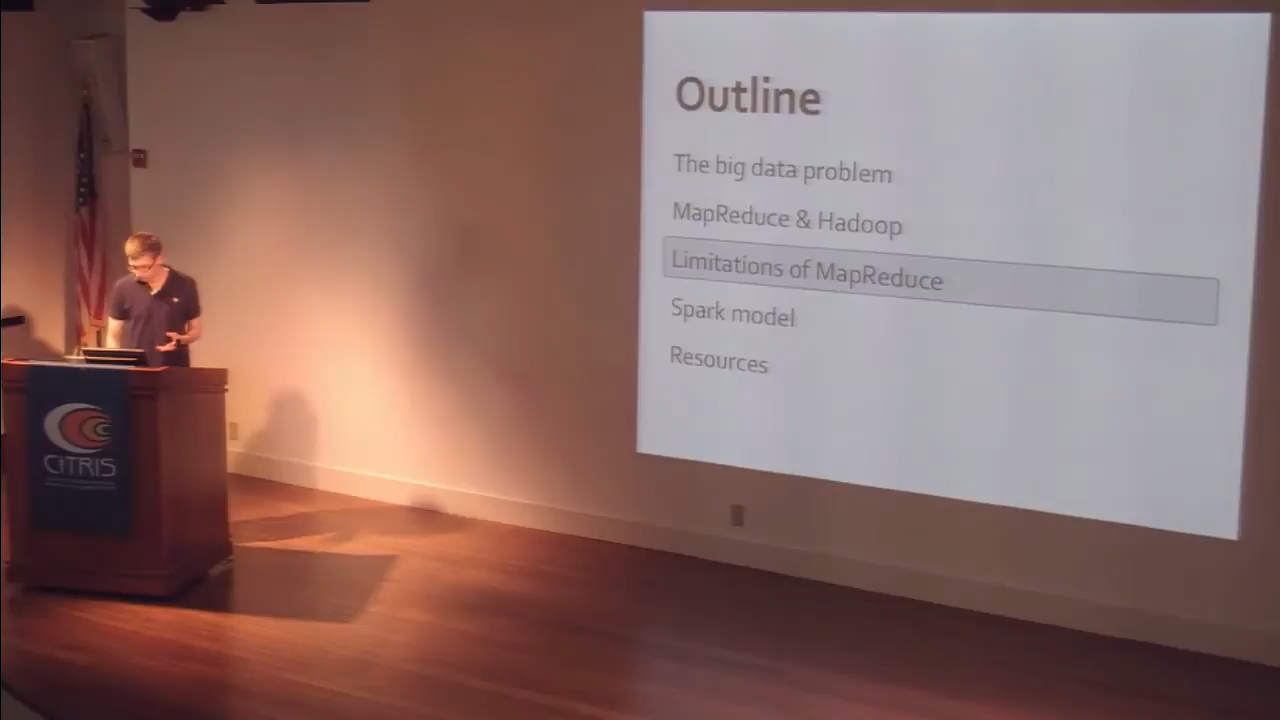 Outline
The big data problem
MapReduce & Hadoop
Limitations of MapReduce
Spark model
Resources
CiTRIS